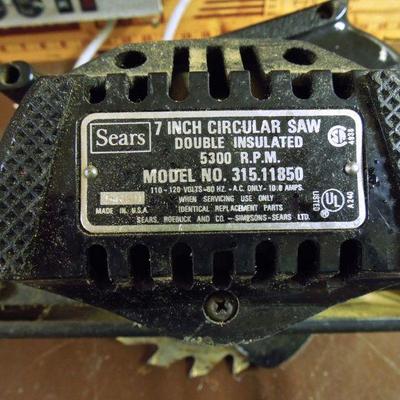 Sears
7 INCH CIRCULAR SAW
DOUBLE INSULATED
5300 R.P.M.
MODEL NO. 315.11850
110-120 VOLTS-60 HZ.-A.C. ONLY-10.0 AMPS.
WHEN SERVICING USE ONLY
MADE IN U.S.A. IDENTICAL REPLACEMENT PARTS
SEARS, ROEBUCK AND CO.-SIMPSONS-SEARS LTD.
LISTED UL A 240